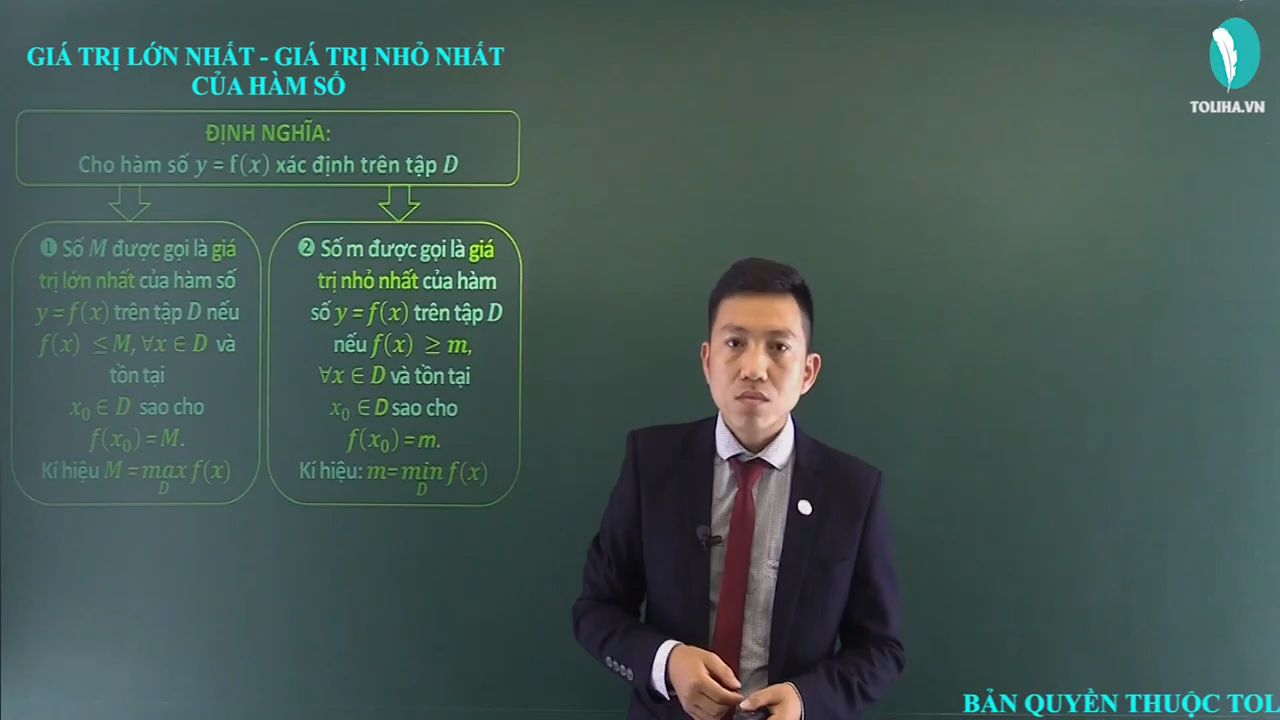 GIÁ TRỊ LỚN NHẤT - GIÁ TRỊ NHỎ NHẤT
CỦA HÀM SỐ
TOLIHA.VN
ĐỊNH NGHĨA:
Cho hàm số y = f(x) xác định trên tập D
❶ Số M được gọi là giá
trị lớn nhất của hàm số
y = f(x) trên tập D nếu
f(x) ≤ M, ∀x ∈ D và
tồn tại
x₀ ∈ D sao cho
f(x₀) = M.
Kí hiệu M = max f(x)
D
❷ Số m được gọi là giá
trị nhỏ nhất của hàm
số y = f(x) trên tập D
nếu f(x) ≥ m,
∀x ∈ D và tồn tại
x₀ ∈ D sao cho
f(x₀) = m.
Kí hiệu: m= min f(x)
D
BẢN QUYỀN THUỘC TOL